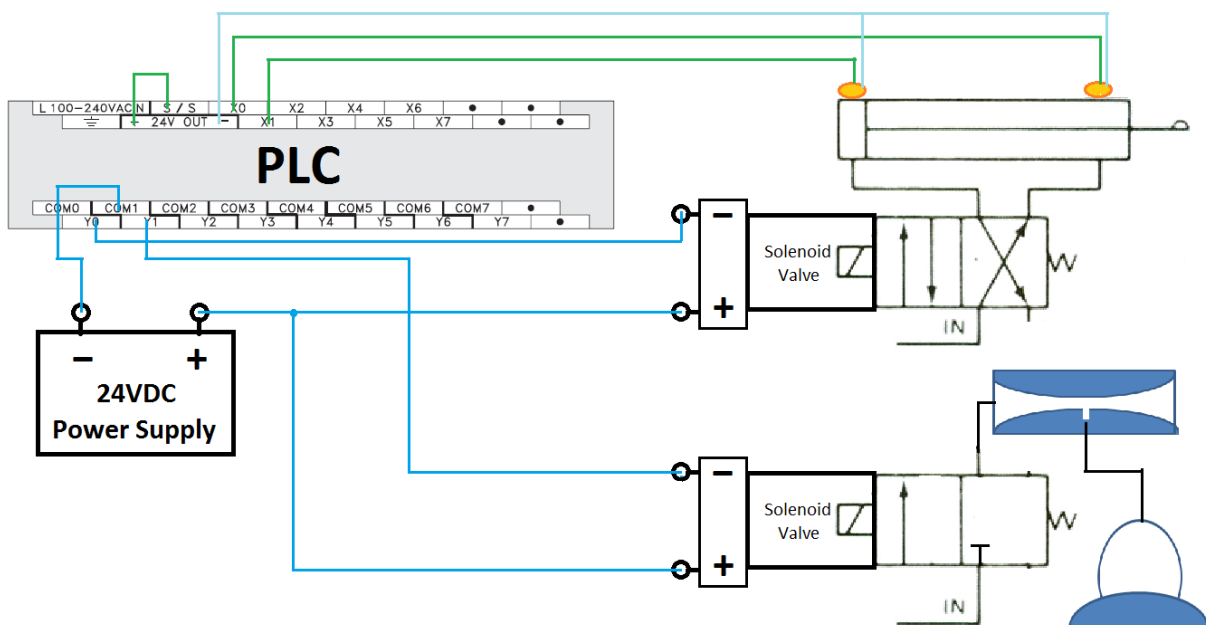 L 100-240VAC N S / S X0 X2 X4 X6
+ 24V OUT - X1 X3 X5 X7
PLC
COM0 COM1 COM2 COM3 COM4 COM5 COM6 COM7
Y0 Y1 Y2 Y3 Y4 Y5 Y6 Y7
−
Solenoid
Valve
+
IN
− +
24VDC
Power Supply
−
Solenoid
Valve
+
IN